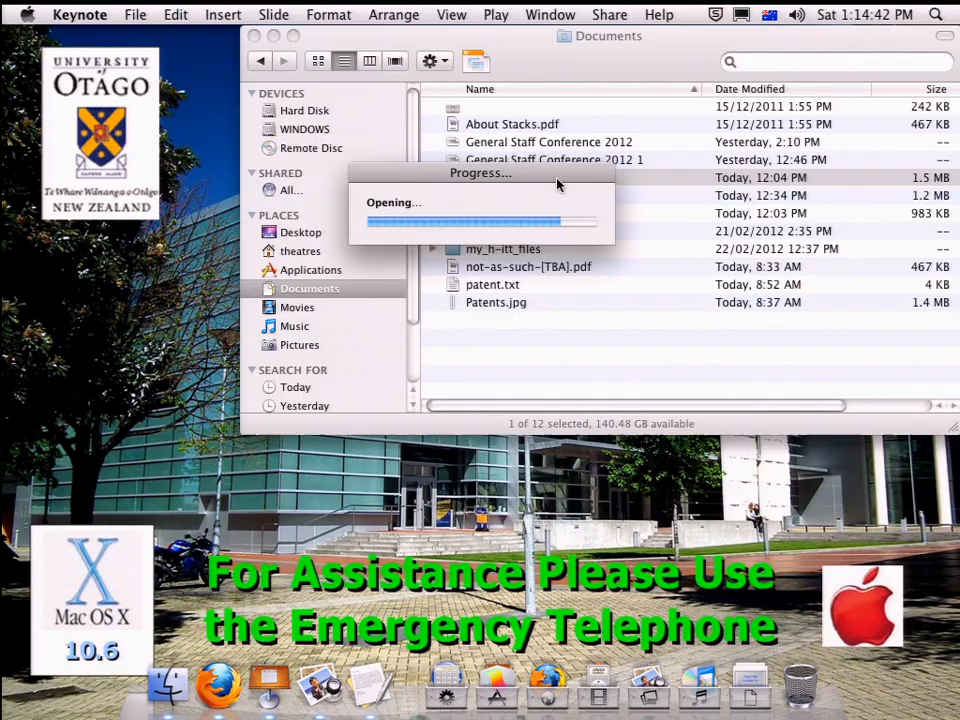 Keynote File Edit Insert Slide Format Arrange View Play Window Share Help Sat 1:14:42 PM
Documents
Name Date Modified Size
DEVICES
Hard Disk
WINDOWS
Remote Disc
SHARED
All...
PLACES
Desktop
theatres
Applications
Documents
Movies
Music
Pictures
SEARCH FOR
Today
Yesterday
15/12/2011 1:55 PM 242 KB
About Stacks.pdf 15/12/2011 1:55 PM 467 KB
General Staff Conference 2012 Yesterday, 2:10 PM --
General Staff Conference 2012 1 Yesterday, 12:46 PM --
Today, 12:04 PM 1.5 MB
Today, 12:34 PM 1.2 MB
Today, 12:03 PM 983 KB
21/02/2012 2:35 PM --
my_h-itt_files 22/02/2012 12:37 PM --
not-as-such-[TBA].pdf Today, 8:33 AM 467 KB
patent.txt Today, 8:52 AM 4 KB
Patents.jpg Today, 8:37 AM 1.4 MB
1 of 12 selected, 140.48 GB available
Progress...
Opening...
UNIVERSITY
of
OTAGO
Te Whare Wānanga o Otāgo
NEW ZEALAND
For Assistance Please Use
the Emergency Telephone
X
Mac OS X
10.6